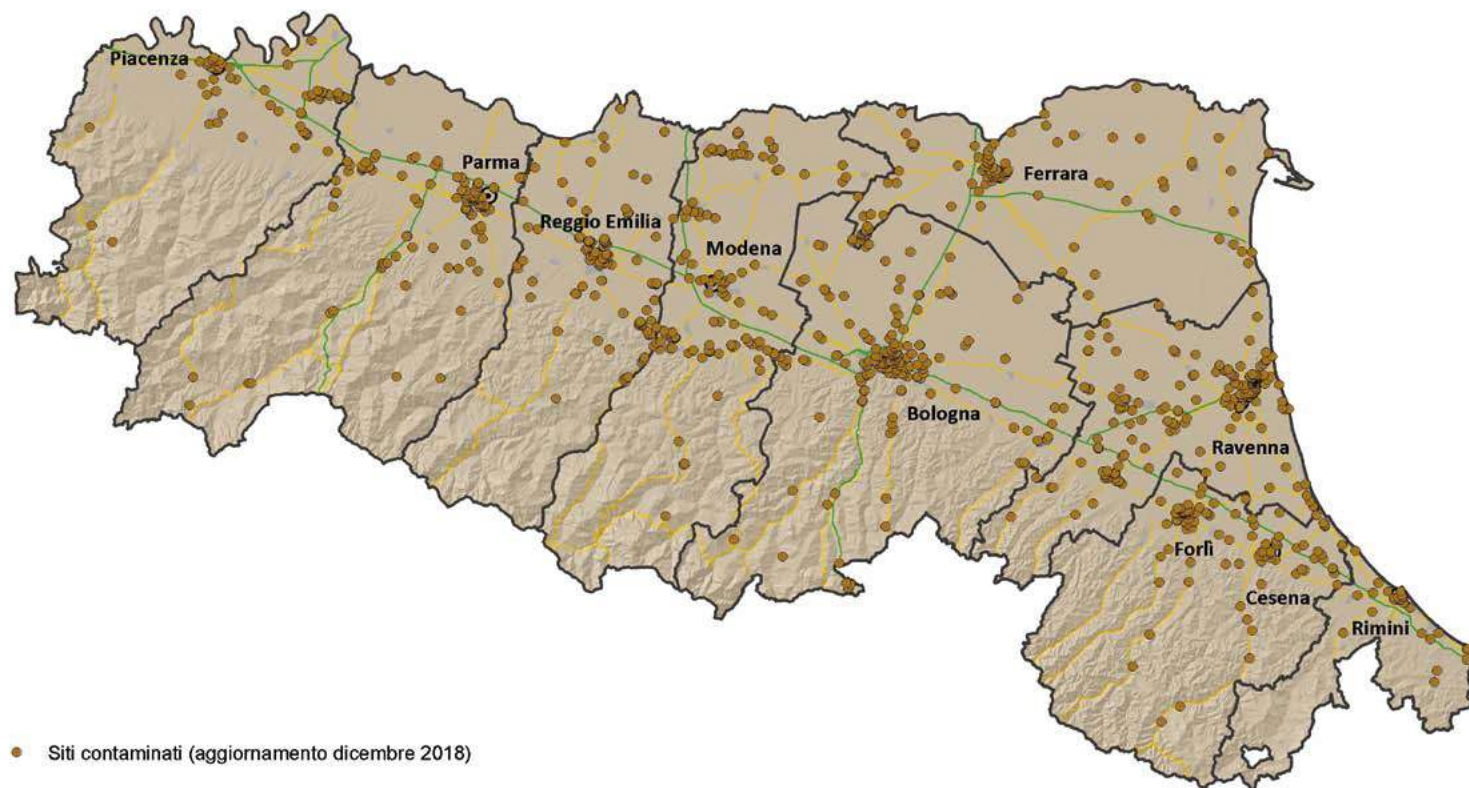 Piacenza
Parma
Ferrara
Reggio Emilia
Modena
Bologna
Ravenna
Forlì
Cesena
Rimini
Siti contaminati (aggiornamento dicembre 2018)